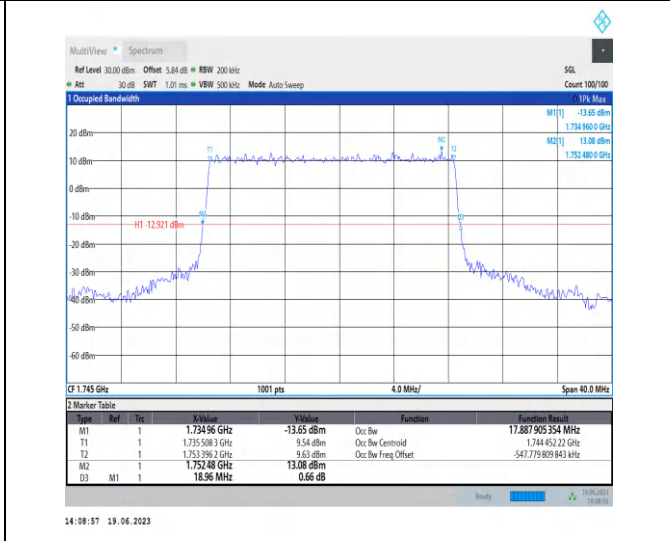 MultiView Spectrum
Ref Level 30.00 dBm Offset 5.84 dB RBW 200 kHz SGL
Att 30 dB SWT 1.01 ms VBW 500 kHz Mode Auto Sweep Count 100/100
1 Occupied Bandwidth 1Pk Max
M1[1] -13.65 dBm
1.734 960 0 GHz
M2[1] 13.08 dBm
1.752 480 0 GHz
20 dBm
M2
T1 T2
10 dBm
0 dBm
-10 dBm
M1 D3
H1 -12.921 dBm
-20 dBm
-30 dBm
-40 dBm
-50 dBm
-60 dBm
CF 1.745 GHz 1001 pts 4.0 MHz/ Span 40.0 MHz
2 Marker Table
Type Ref Trc X-Value Y-Value Function Function Result
M1 1 1.734 96 GHz -13.65 dBm Occ Bw 17.887 905 354 MHz
T1 1 1.735 508 3 GHz 9.54 dBm Occ Bw Centroid 1.744 452 22 GHz
T2 1 1.753 396 2 GHz 9.63 dBm Occ Bw Freq Offset -547.779 809 843 kHz
M2 1 1.752 48 GHz 13.08 dBm
D3 M1 1 18.96 MHz 0.66 dB
Ready 19.06.2023
14:08:56
14:08:57 19.06.2023